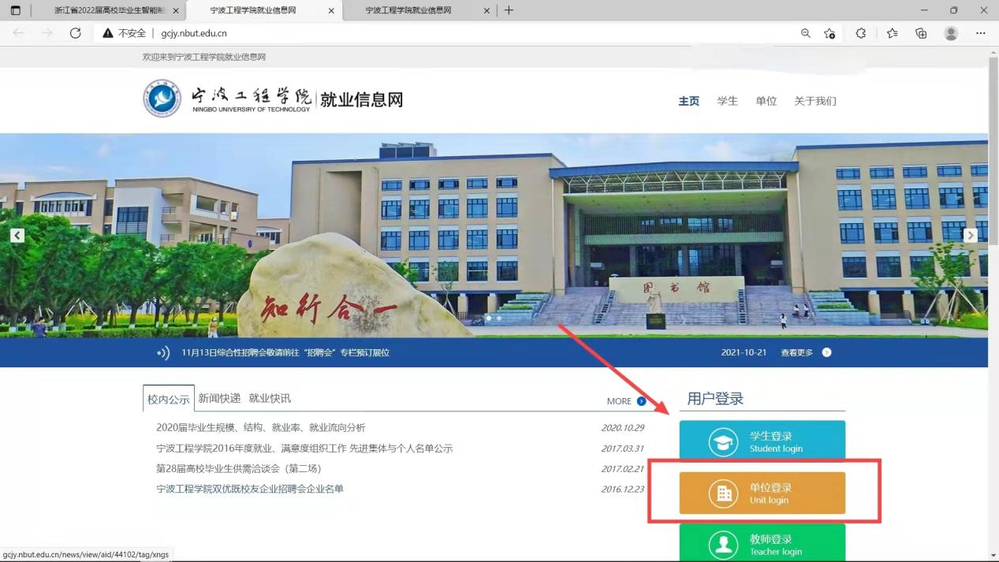 浙江省2022届高校毕业生智能制
宁波工程学院就业信息网
宁波工程学院就业信息网
不安全
gcjy.nbut.edu.cn
欢迎来到宁波工程学院就业信息网
宁波工程学院
NINGBO UNIVERSIRY OF TECHNOLOGY
就业信息网
主页 学生 单位 关于我们
图书馆
知行合一
11月13日综合性招聘会敬请前往“招聘会”专栏预订展位
2021-10-21 查看更多
校内公示 新闻快递 就业快讯
MORE
2020届毕业生规模、结构、就业率、就业流向分析 2020.10.29
宁波工程学院2016年度就业、满意度组织工作 先进集体与个人名单公示 2017.03.31
第28届高校毕业生供需洽谈会（第二场） 2017.02.21
宁波工程学院双优既校友企业招聘会企业名单 2016.12.23
用户登录
学生登录
Student login
单位登录
Unit login
教师登录
Teacher login
gcjy.nbut.edu.cn/news/view/aid/44102/tag/xngs